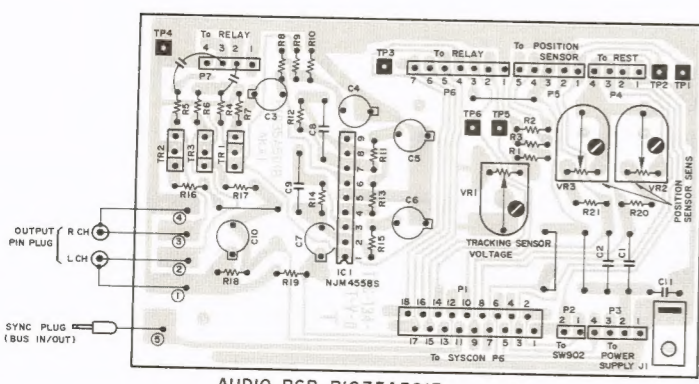 TP4
To RELAY
4 3 2 1
P7
R8
R9
R10
TP3
To RELAY
7 6 5 4 3 2 1
P6
To POSITION SENSOR
5 4 3 2 1
P5
To REST
4 3 2 1
P4
TP2
TP1
R5
R6
R4
R7
C3
C4
R12
C8
C5
TP6
TP5
R2
R3
R1
TR2
TR3
TR1
R11
9
8
7
6
5
4
3
2
1
VR1
VR3
VR2
POSITION SENSOR SENS
R16
R17
C9
R14
R13
C6
R21
R20
OUTPUT PIN PLUG
R CH
L CH
④
③
②
①
C10
C7
R15
TRACKING SENSOR VOLTAGE
C2
C1
R18
R19
IC1
NJM4558S
C11
P1
18 16 14 12 10 8 6 4 2
17 15 13 11 9 7 5 3 1
To SYSCON P6
P2
2 1
To SW902
P3
4 3 2 1
To POWER SUPPLY J1
SYNC PLUG
(BUS IN/OUT)
⑤